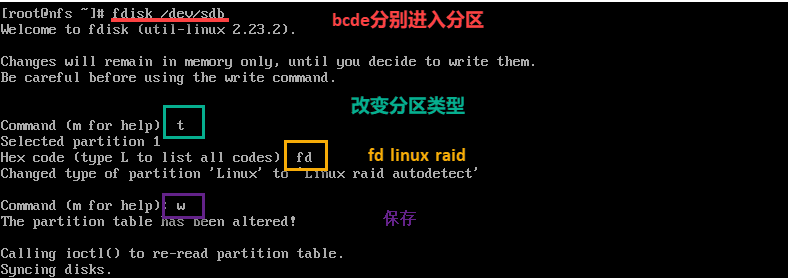 [root@nfs ~]# fdisk /dev/sdb
bcde分别进入分区
Welcome to fdisk (util-linux 2.23.2).
Changes will remain in memory only, until you decide to write them.
Be careful before using the write command.
改变分区类型
Command (m for help): t
Selected partition 1
Hex code (type L to list all codes): fd
fd linux raid
Changed type of partition 'Linux' to 'Linux raid autodetect'
Command (m for help): w
保存
The partition table has been altered!
Calling ioctl() to re-read partition table.
Syncing disks.